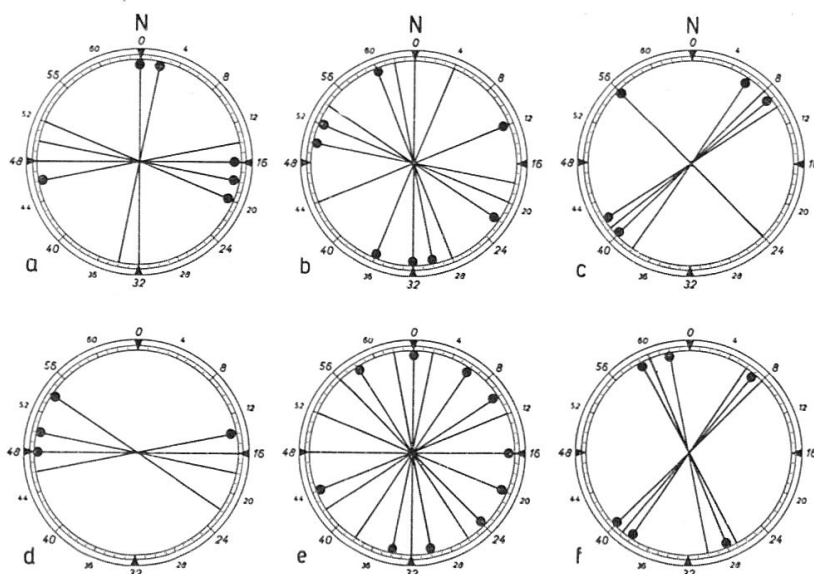 N N N
0 0 0
60 4 60 4 4
56 8 56 8 56 8
52 12 52 12 52 12
48 16 48 16 48
44 20 44 20 44 20
40 24 40 24 40 24
a 36 32 28 b 36 32 28 c 36 32 28
0 0 0
60 4 60 4 60 4
56 8 56 8 56 8
52 12 52 12 52 12
48 16 48 16 48 16
44 20 44 20 44 20
40 24 40 24 40 24
d 36 32 28 e 36 32 28 f 36 32 28